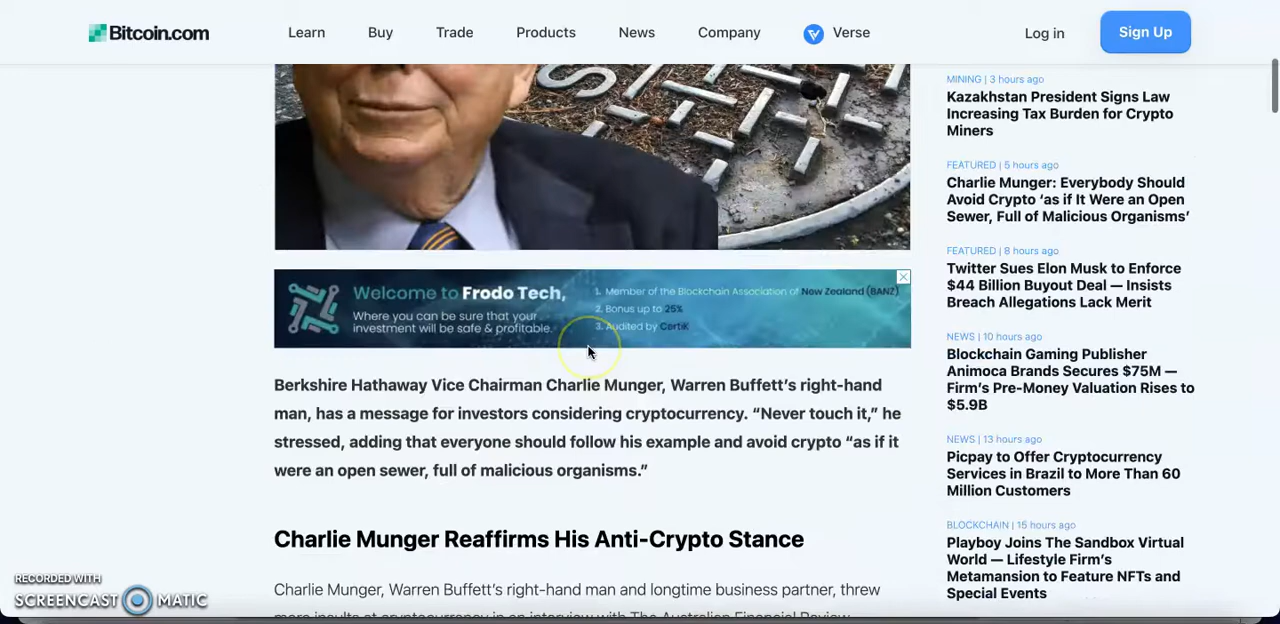 Bitcoin.com
Learn
Buy
Trade
Products
News
Company
Verse
Log in
Sign Up
SH
Welcome to Frodo Tech,
Where you can be sure that your
investment will be safe & profitable.
1. Member of the Blockchain Association of New Zealand (BANZ)
2. Bonus up to 25%
3. Audited by CertiK
Berkshire Hathaway Vice Chairman Charlie Munger, Warren Buffett’s right-hand
man, has a message for investors considering cryptocurrency. “Never touch it,” he
stressed, adding that everyone should follow his example and avoid crypto “as if it
were an open sewer, full of malicious organisms.”
Charlie Munger Reaffirms His Anti-Crypto Stance
Charlie Munger, Warren Buffett’s right-hand man and longtime business partner, threw
more insults at cryptocurrency in an interview with The Australian Financial Review
MINING | 3 hours ago
Kazakhstan President Signs Law
Increasing Tax Burden for Crypto
Miners
FEATURED | 5 hours ago
Charlie Munger: Everybody Should
Avoid Crypto ‘as if It Were an Open
Sewer, Full of Malicious Organisms’
FEATURED | 8 hours ago
Twitter Sues Elon Musk to Enforce
$44 Billion Buyout Deal — Insists
Breach Allegations Lack Merit
NEWS | 10 hours ago
Blockchain Gaming Publisher
Animoca Brands Secures $75M —
Firm’s Pre-Money Valuation Rises to
$5.9B
NEWS | 13 hours ago
Picpay to Offer Cryptocurrency
Services in Brazil to More Than 60
Million Customers
BLOCKCHAIN | 15 hours ago
Playboy Joins The Sandbox Virtual
World — Lifestyle Firm’s
Metamansion to Feature NFTs and
Special Events
RECORDED WITH
SCREENCAST MATIC